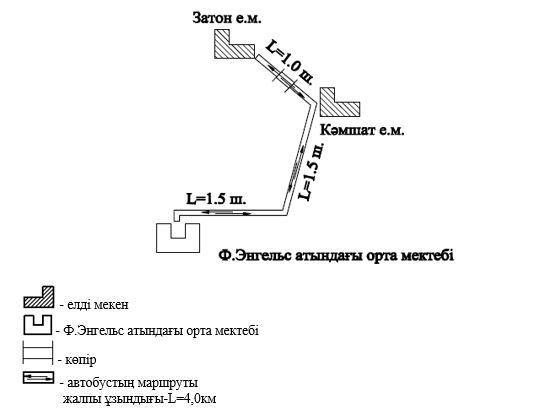 Затон е.м.
L=1.0 ш.
Кәмшат е.м.
L=1.5 ш.
L=1.5 ш.
Ф.Энгельс атындағы орта мектебі
- елді мекен
- Ф.Энгельс атындағы орта мектебі
- көпір
- автобустың маршруты
жалпы ұзындығы-L=4,0км